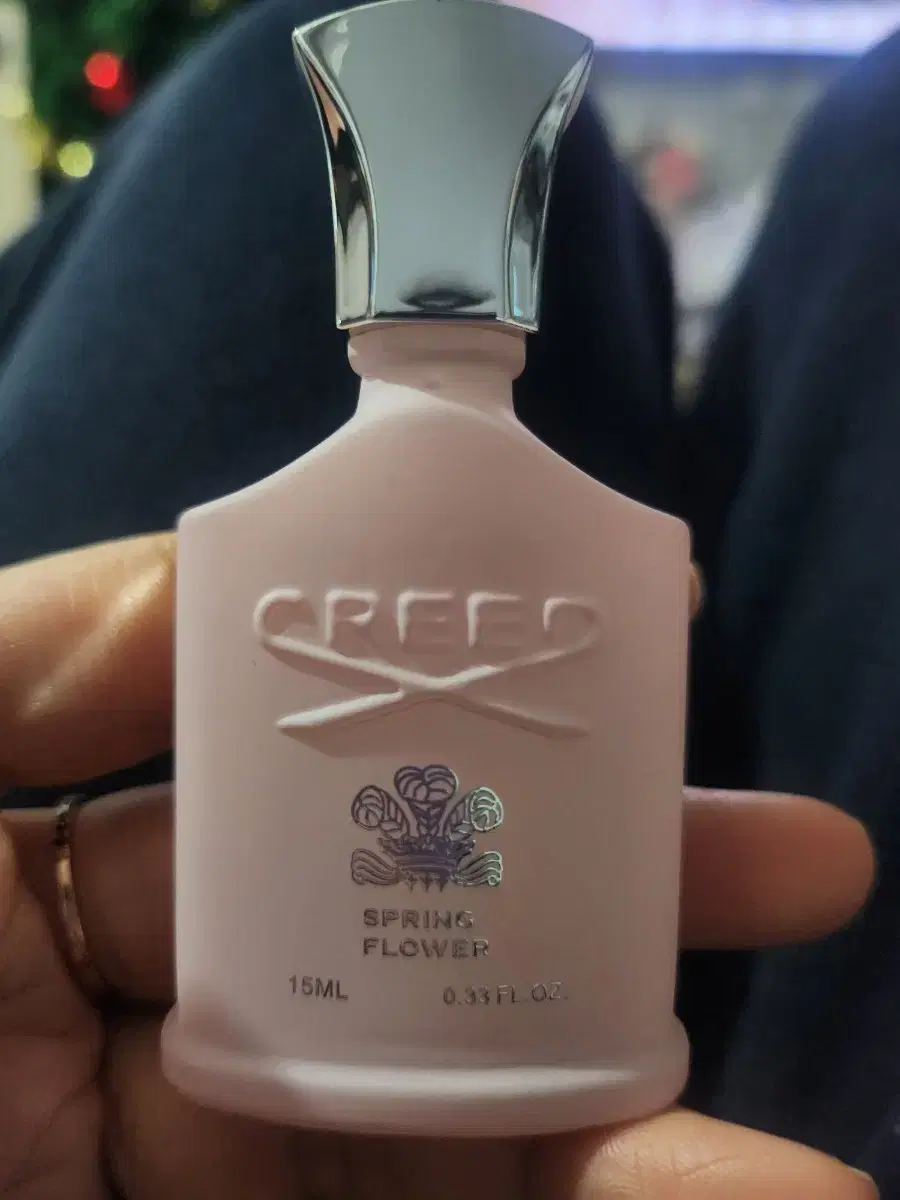 CREED
SPRING
FLOWER
15ML 0.33 FL.OZ.